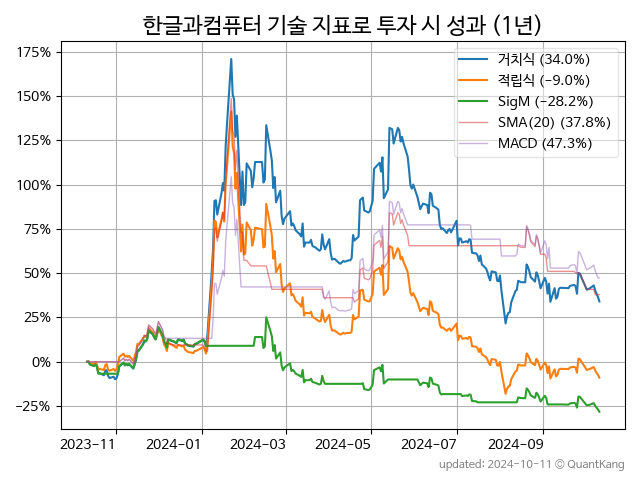 한글과컴퓨터 기술 지표로 투자 시 성과 (1년)
175%
150%
125%
100%
75%
50%
25%
0%
−25%
거치식 (34.0%)
적립식 (-9.0%)
SigM (-28.2%)
SMA(20) (37.8%)
MACD (47.3%)
2023-11 2024-01 2024-03 2024-05 2024-07 2024-09
updated: 2024-10-11 © QuantKang